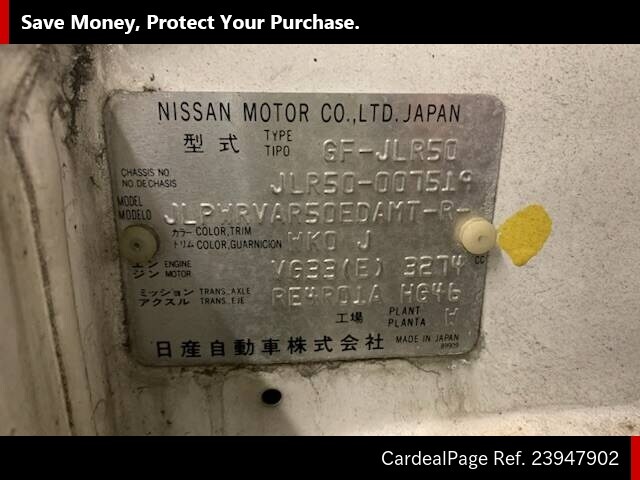 Save Money, Protect Your Purchase.
NISSAN MOTOR CO.,LTD.JAPAN
型式 TYPE TIPO GF-JLR50
CHASSIS NO. NO DE CHASIS JLR50-007519
MODEL MODELO JLPWRVAR50EDAMT-R-
カラー COLOR,TRIM トリム COLOR,GUARNICION WK0 J
エンジン ENGINE MOTOR VG33(E) 3274 CC
ミッション アクスル TRANS.,AXLE TRANS.,EJE RE4R01A HG46
工場 PLANT PLANTA H
日産自動車株式会社 MADE IN JAPAN
89909
CardealPage Ref. 23947902